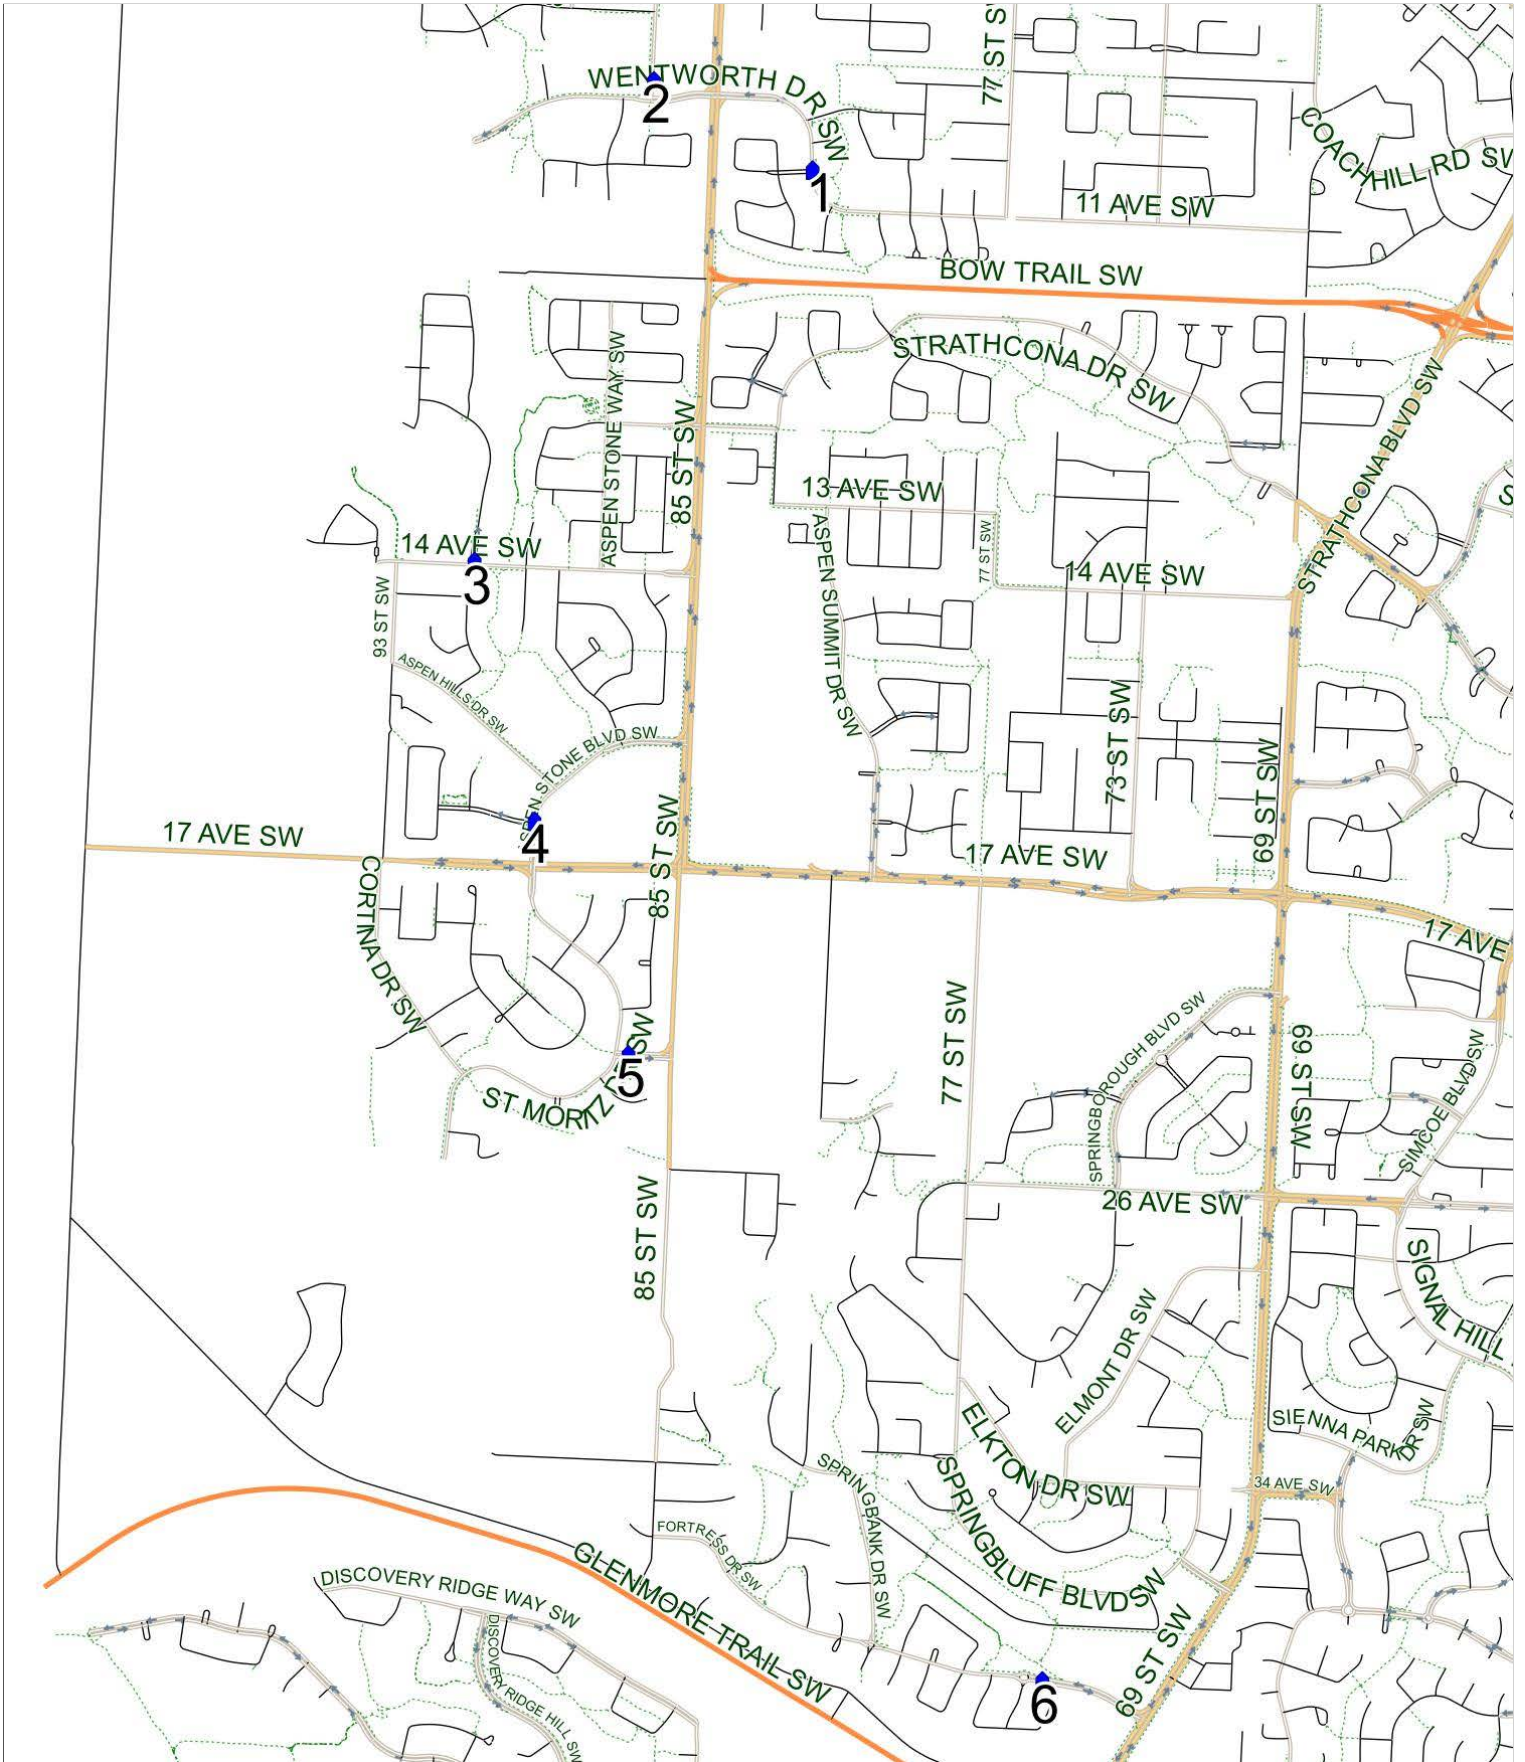 77 ST S
WENTWORTH DR SW
2
COACH HILL RD SW
1
11 AVE SW
BOW TRAIL SW
STRATHCONA DR SW
ASPEN STONE WAY SW
85 ST SW
STRATHCONA BLVD SW
13 AVE SW
S
14 AVE SW
3
77 ST SW
14 AVE SW
93 ST SW
ASPEN SUMMIT DR SW
ASPEN HILLS DR SW
73 ST SW
69 ST SW
EN STONE BLVD SW
4
17 AVE SW
85 ST SW
17 AVE SW
CORTINA DR SW
17 AVE
77 ST SW
SPRINGBOROUGH BLVD SW
69 ST SW
SIMCOE BLVD SW
5
ST MORITZ DR SW
85 ST SW
26 AVE SW
SIGNAL HILL
ELMONT DR SW
SIENNA PARK DR SW
ELKTON DR SW
34 AVE SW
SPRINGBANK DR SW
SPRINGBLUFF BLVD SW
FORTRESS DR SW
GLENMORE TRAIL SW
DISCOVERY RIDGE WAY SW
DISCOVERY RIDGE HILL SW
69 ST SW
6